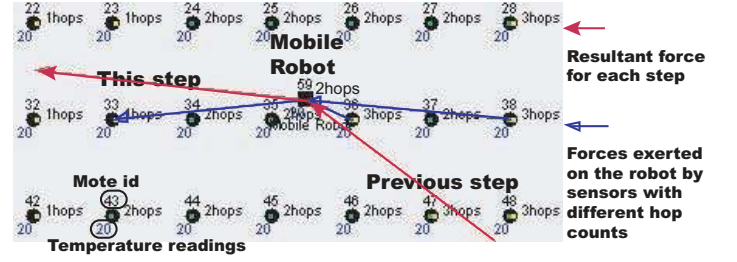 22 23 24 25 26 27 28
1hops 1hops 2hops 2hops 2hops 2hops 3hops
20 20 20 20 20 20 20
Mobile
Robot
Resultant force
for each step
This step
59
2hops
32 33 34 35 36 37 38
1hops 1hops 2hops 2hops 3hops 2hops 3hops
Mobile Robot
20 20 20 20 20 20 20
Forces exerted
on the robot by
sensors with
different hop
counts
Mote id
Previous step
42 43 44 45 46 47 48
1hops 2hops 2hops 2hops 2hops 3hops 3hops
20 20 20 20 20 20 20
Temperature readings